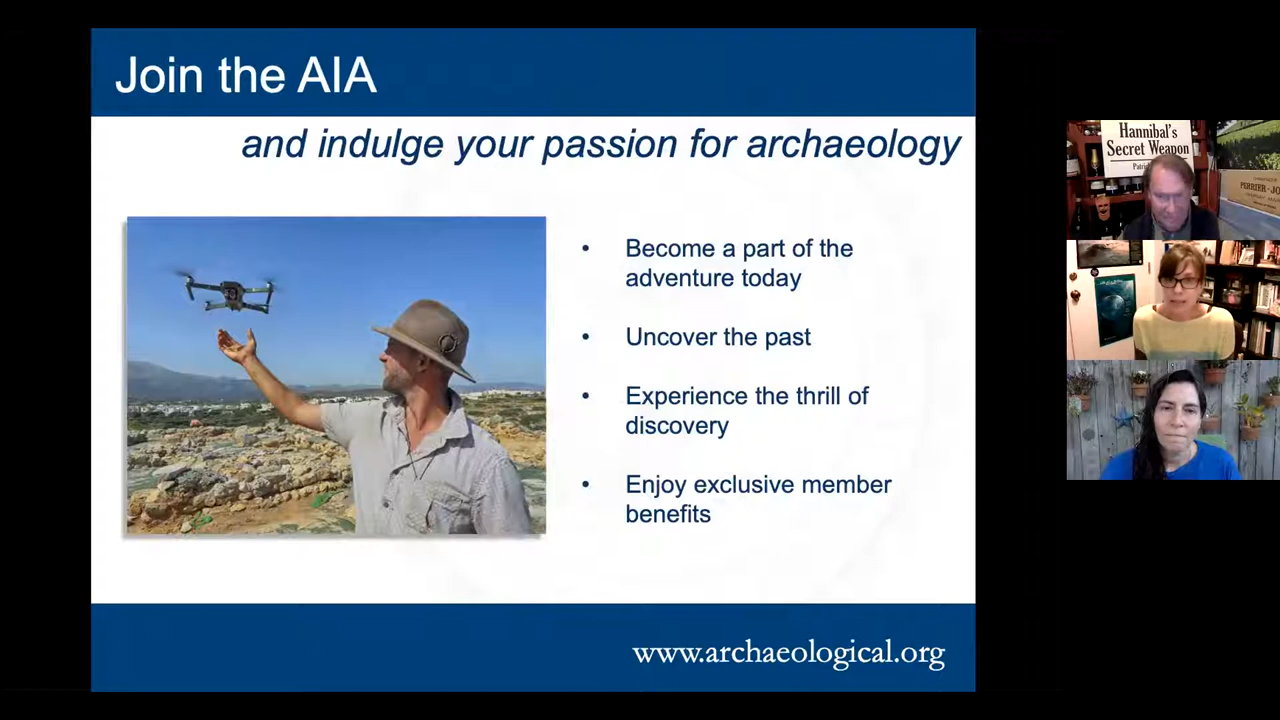 Join the AIA
and indulge your passion for archaeology
• Become a part of the
adventure today
• Uncover the past
• Experience the thrill of
discovery
• Enjoy exclusive member
benefits
www.archaeological.org
Hannibal's
Secret Weapon